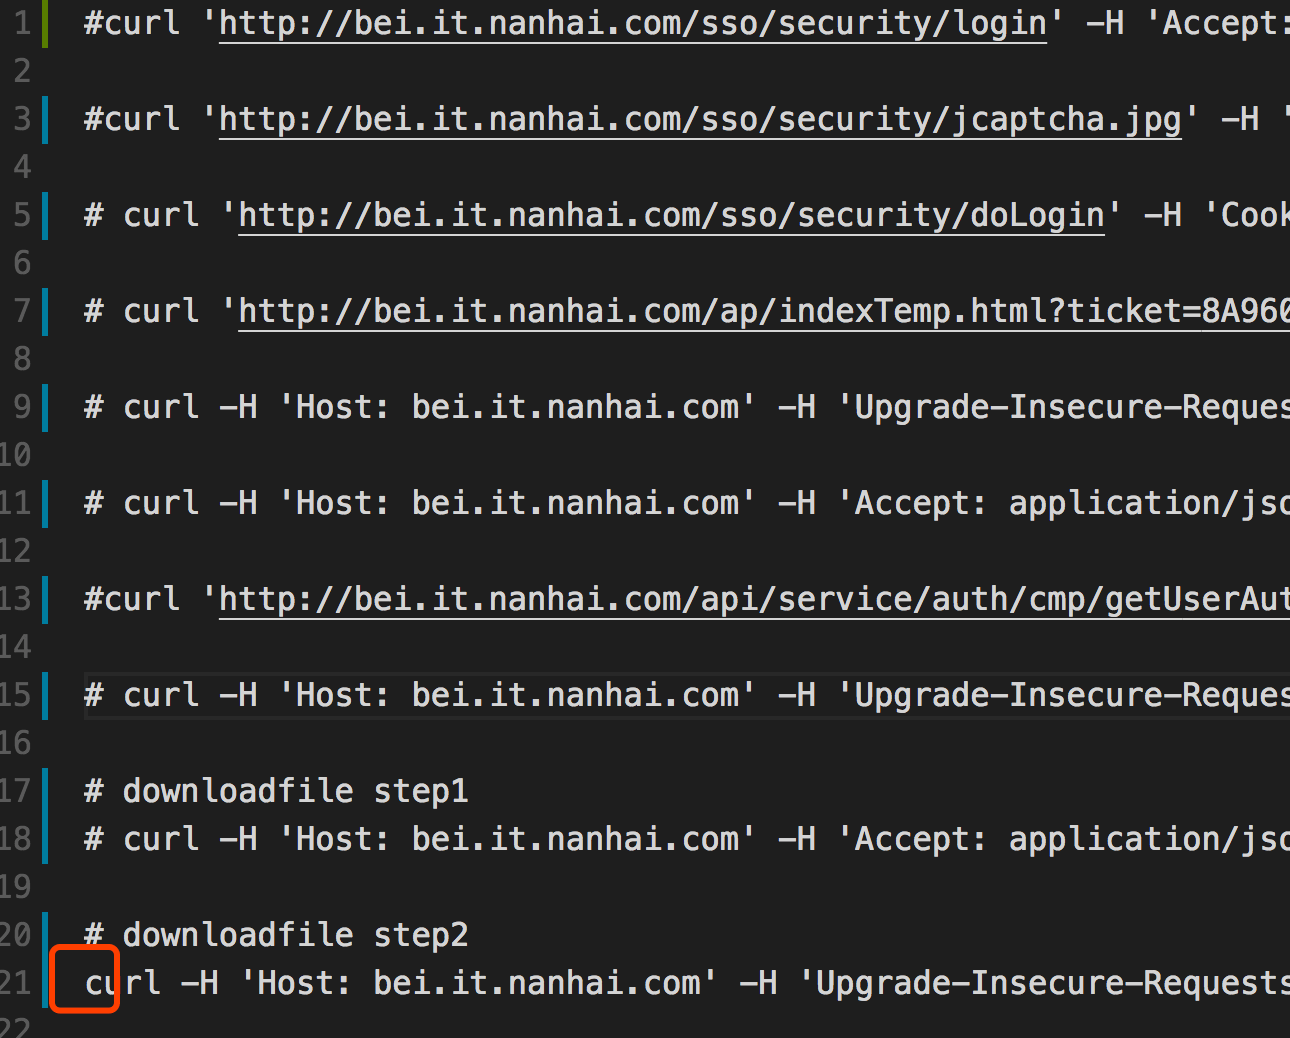 1 #curl 'http://bei.it.nanhai.com/sso/security/login' -H 'Accept:
2
3 #curl 'http://bei.it.nanhai.com/sso/security/jcaptcha.jpg' -H '
4
5 # curl 'http://bei.it.nanhai.com/sso/security/doLogin' -H 'Cook
6
7 # curl 'http://bei.it.nanhai.com/ap/indexTemp.html?ticket=8A960
8
9 # curl -H 'Host: bei.it.nanhai.com' -H 'Upgrade-Insecure-Reques
10
11 # curl -H 'Host: bei.it.nanhai.com' -H 'Accept: application/jso
12
13 #curl 'http://bei.it.nanhai.com/api/service/auth/cmp/getUserAut
14
15 # curl -H 'Host: bei.it.nanhai.com' -H 'Upgrade-Insecure-Reques
16
17 # downloadfile step1
18 # curl -H 'Host: bei.it.nanhai.com' -H 'Accept: application/jso
19
20 # downloadfile step2
21 curl -H 'Host: bei.it.nanhai.com' -H 'Upgrade-Insecure-Requests
22